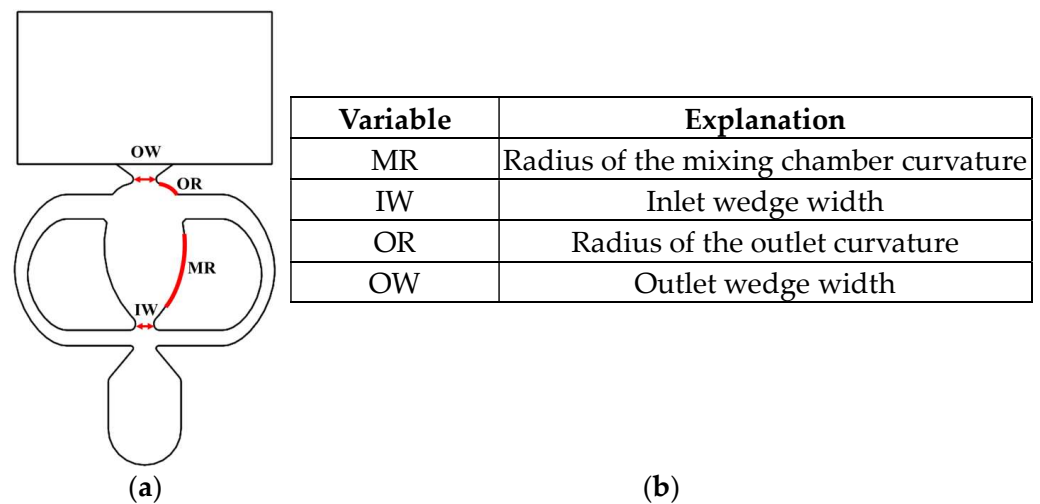 OW
OR
MR
IW
(a)
Variable Explanation
MR Radius of the mixing chamber curvature
IW Inlet wedge width
OR Radius of the outlet curvature
OW Outlet wedge width
(b)